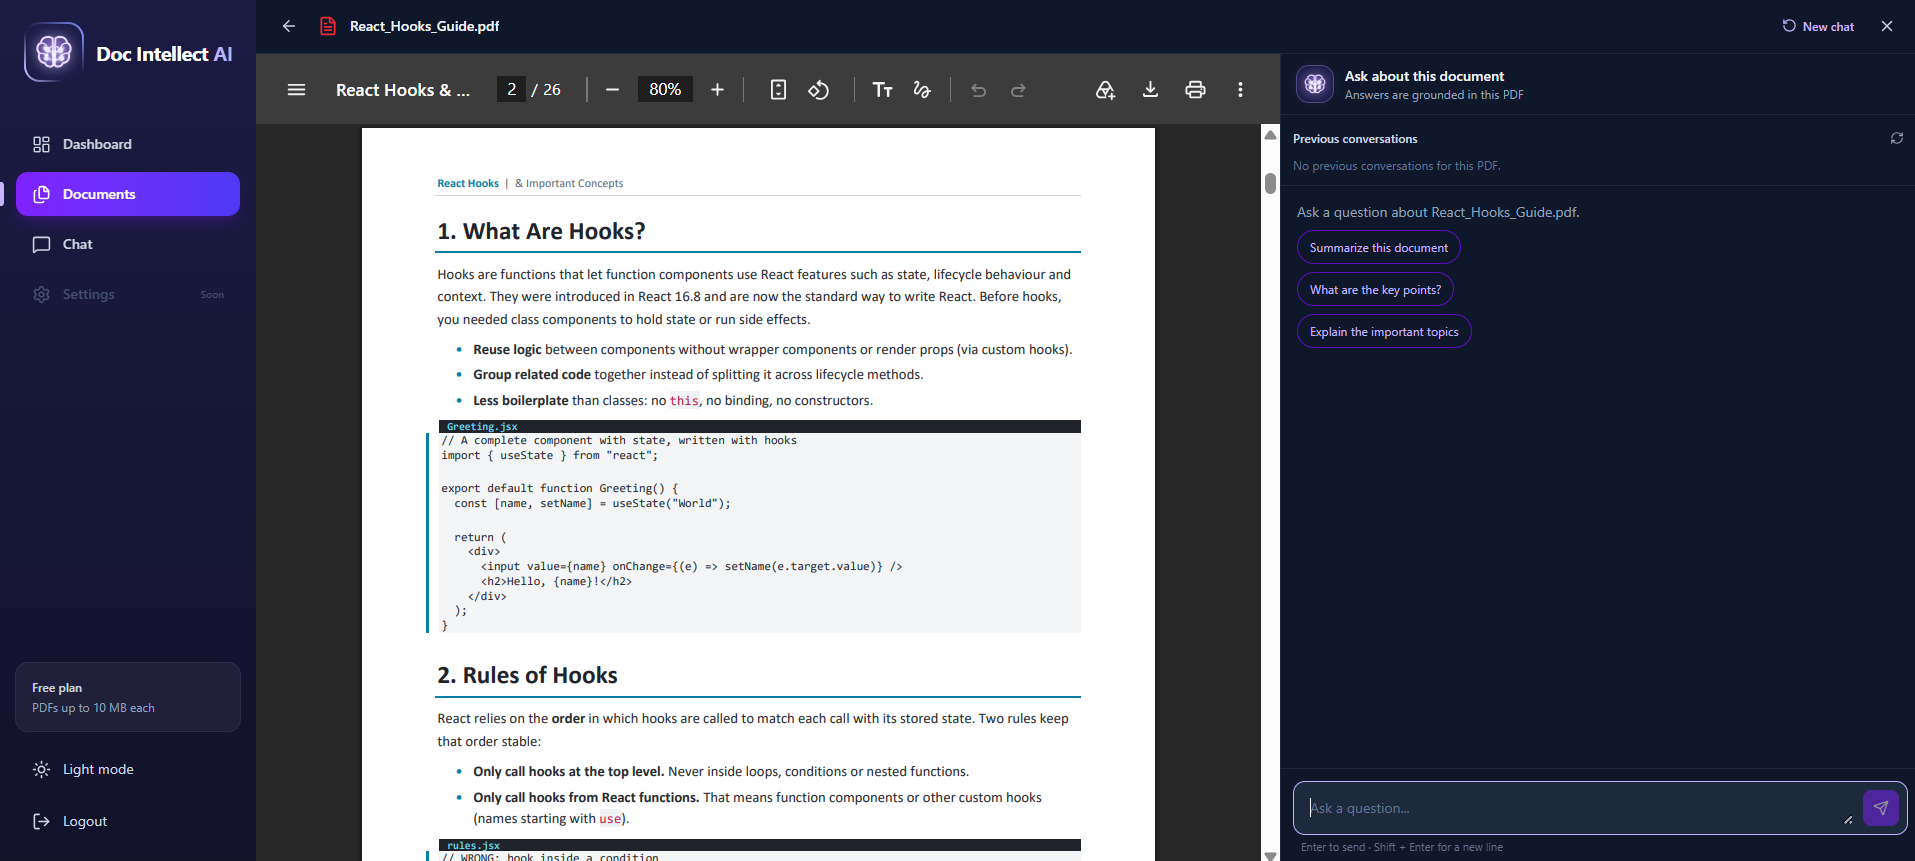 Doc Intellect AI
Dashboard
Documents
Chat
Settings Soon
Free plan
PDFs up to 10 MB each
Light mode
Logout
React_Hooks_Guide.pdf
React Hooks & ... 2 / 26 80%
React Hooks | & Important Concepts
1. What Are Hooks?
Hooks are functions that let function components use React features such as state, lifecycle behaviour and
context. They were introduced in React 16.8 and are now the standard way to write React. Before hooks,
you needed class components to hold state or run side effects.
• Reuse logic between components without wrapper components or render props (via custom hooks).
• Group related code together instead of splitting it across lifecycle methods.
• Less boilerplate than classes: no this, no binding, no constructors.
Greeting.jsx
// A complete component with state, written with hooks
import { useState } from "react";
export default function Greeting() {
  const [name, setName] = useState("World");
  return (
    <div>
      <input value={name} onChange={(e) => setName(e.target.value)} />
      <h2>Hello, {name}!</h2>
    </div>
  );
}
2. Rules of Hooks
React relies on the order in which hooks are called to match each call with its stored state. Two rules keep
that order stable:
• Only call hooks at the top level. Never inside loops, conditions or nested functions.
• Only call hooks from React functions. That means function components or other custom hooks
(names starting with use).
rules.jsx
// WRONG: hook inside a condition
New chat
Ask about this document
Answers are grounded in this PDF
Previous conversations
No previous conversations for this PDF.
Ask a question about React_Hooks_Guide.pdf.
Summarize this document
What are the key points?
Explain the important topics
Ask a question...
Enter to send · Shift + Enter for a new line